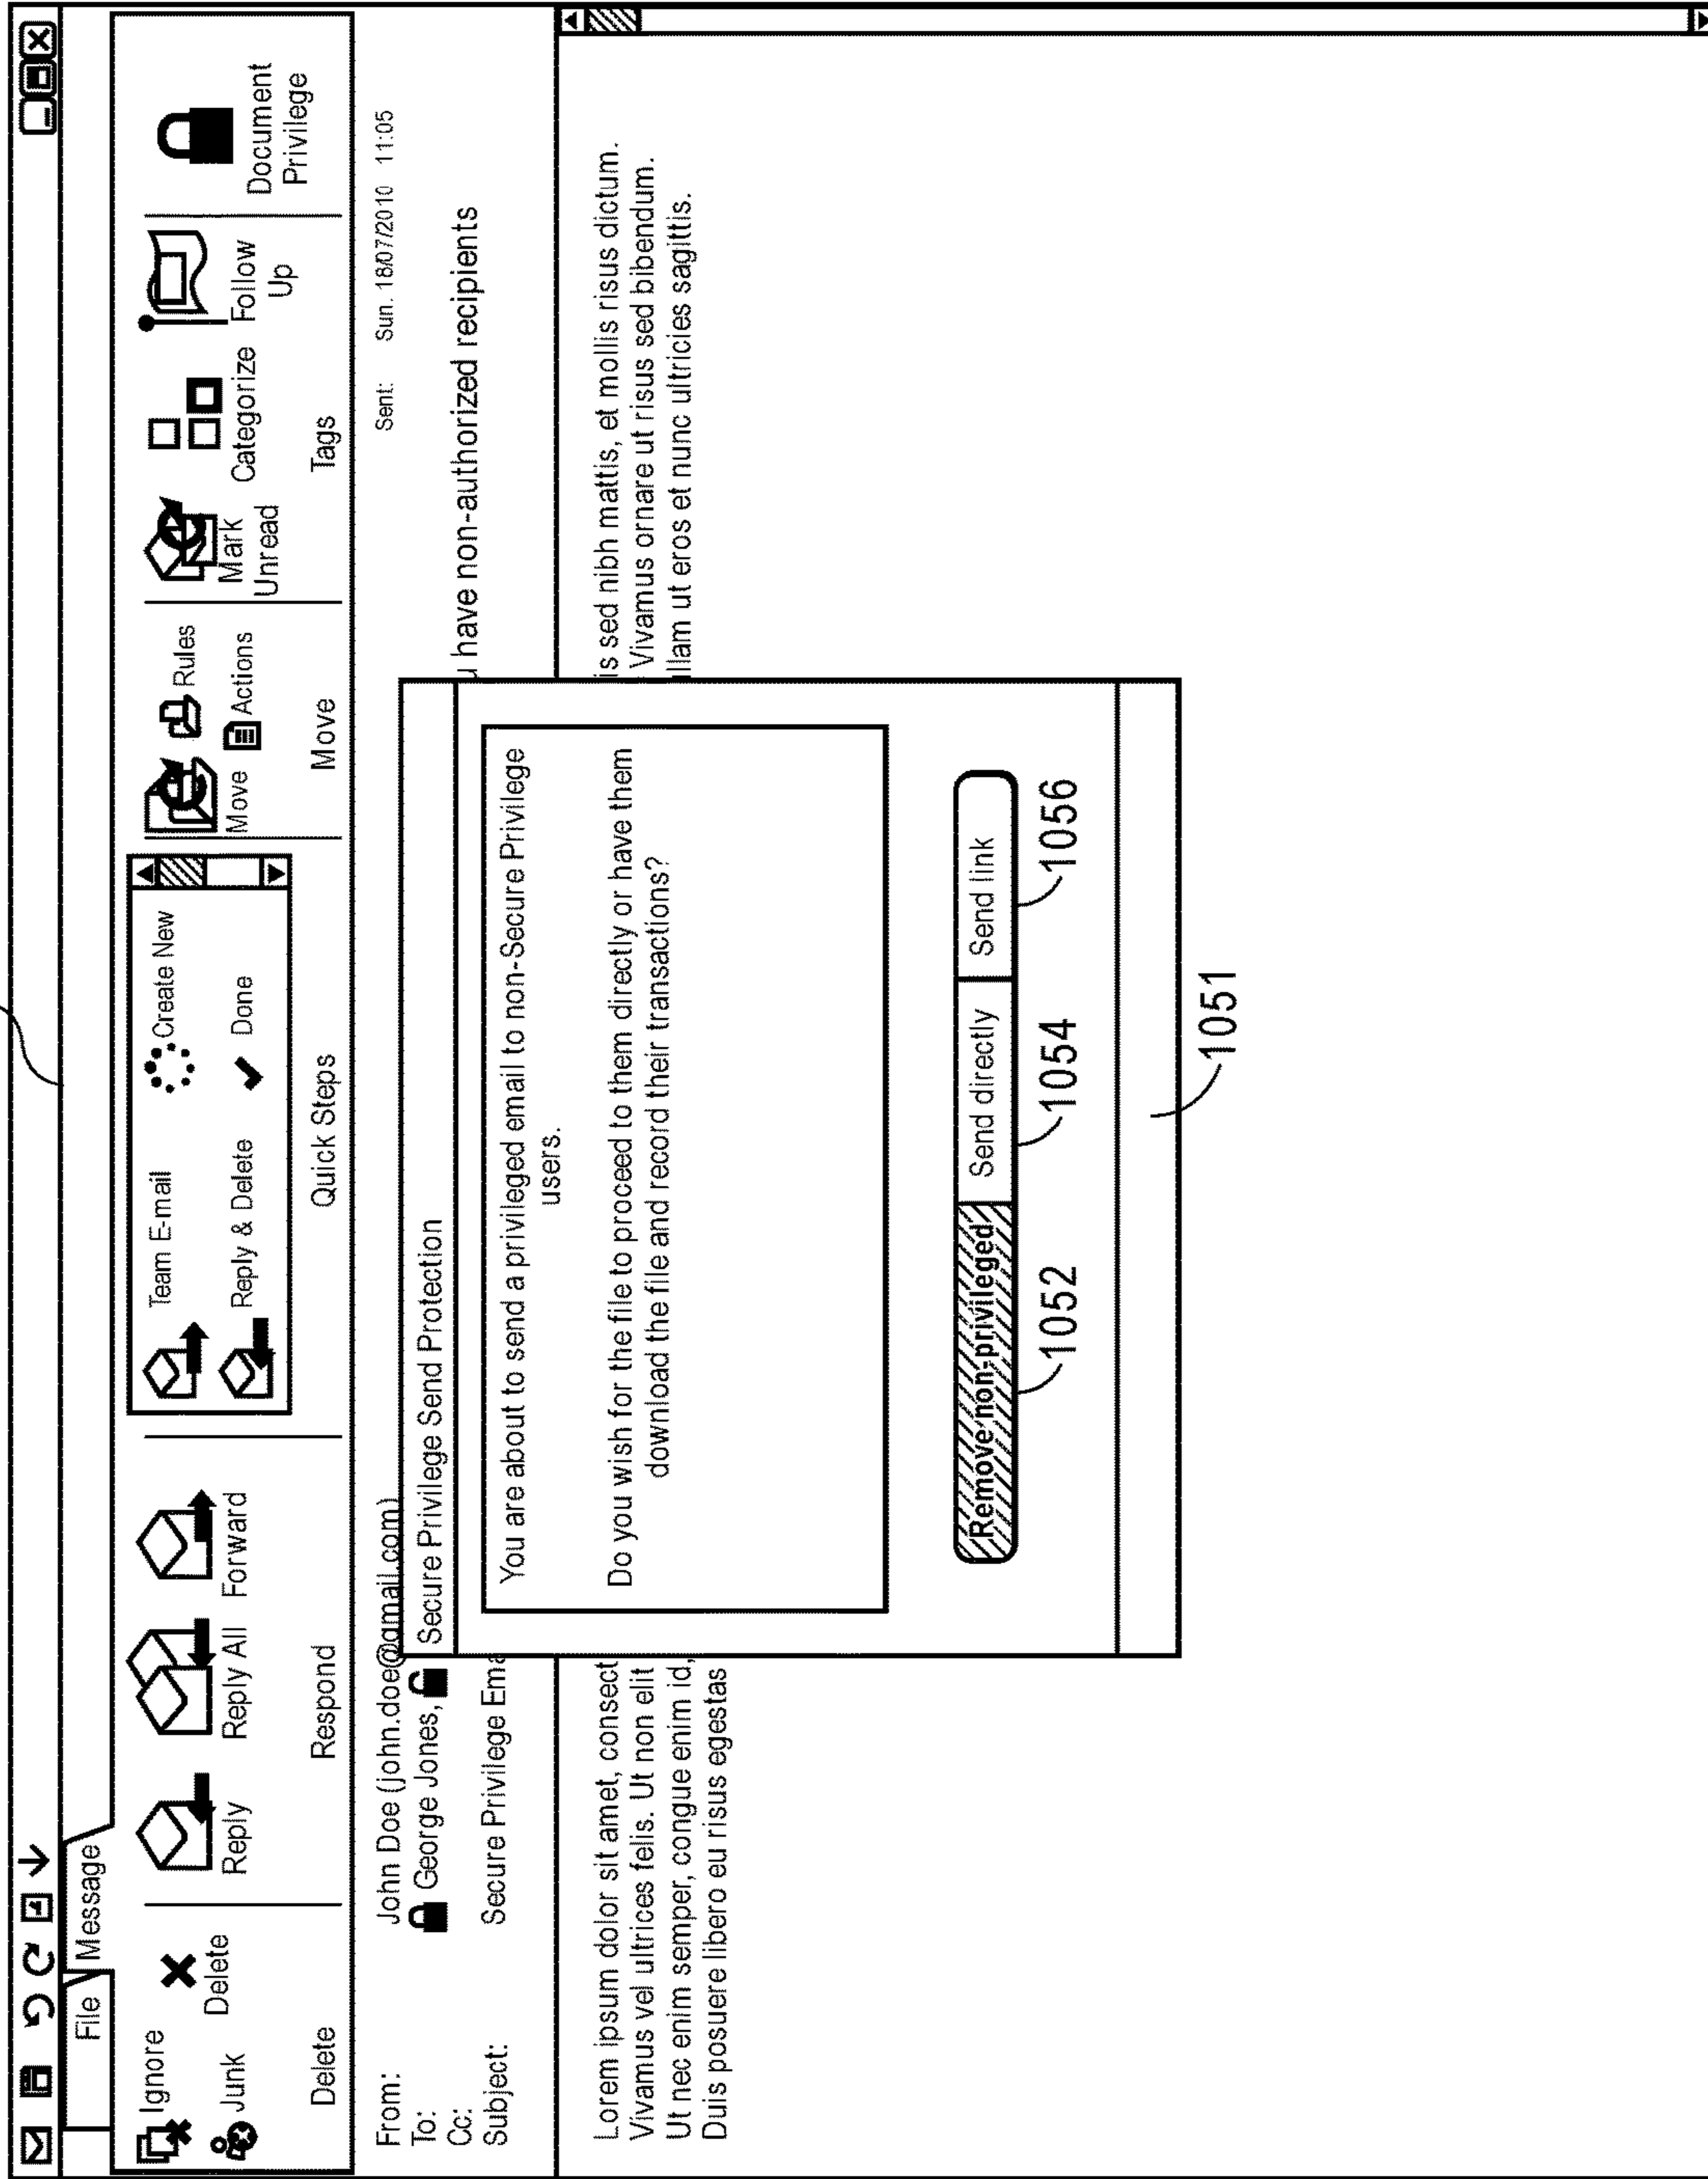 File Message
Ignore
Junk
Delete
Delete
Reply
Reply All
Forward
Respond
Team E-mail
Create New
Reply & Delete
Done
Quick Steps
Move
Rules
Actions
Move
Mark
Unread
Categorize
Follow
Up
Tags
Document
Privilege
From: John Doe (john.doe@gmail.com) Sent: Sun. 18/07/2010 11:05
To: George Jones,
Cc:
Subject: Secure Privilege Ema
have non-authorized recipients
Secure Privilege Send Protection
You are about to send a privileged email to non-Secure Privilege
users.
Do you wish for the file to proceed to them directly or have them
download the file and record their transactions?
Remove non-privileged Send directly Send link
1052 1054 1056
1051
Lorem ipsum dolor sit amet, consect is sed nibh mattis, et mollis risus dictum.
Vivamus vel ultrices felis. Ut non elit Vivamus ornare ut risus sed bibendum.
Ut nec enim semper, congue enim id, ullam ut eros et nunc ultricies sagittis.
Duis posuere libero eu risus egestas